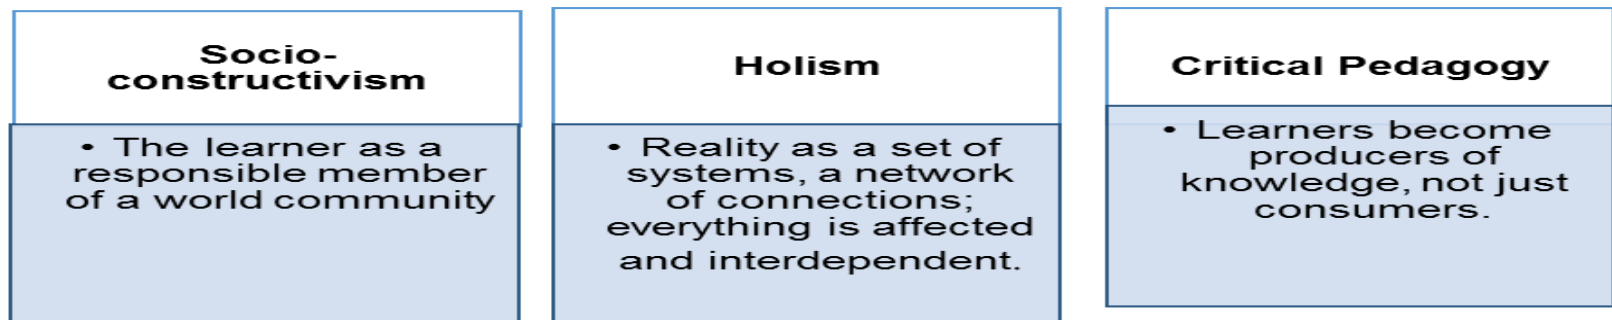 Socio-
constructivism
• The learner as a
responsible member
of a world community
Holism
• Reality as a set of
systems, a network
of connections;
everything is affected
and interdependent.
Critical Pedagogy
• Learners become
producers of
knowledge, not just
consumers.